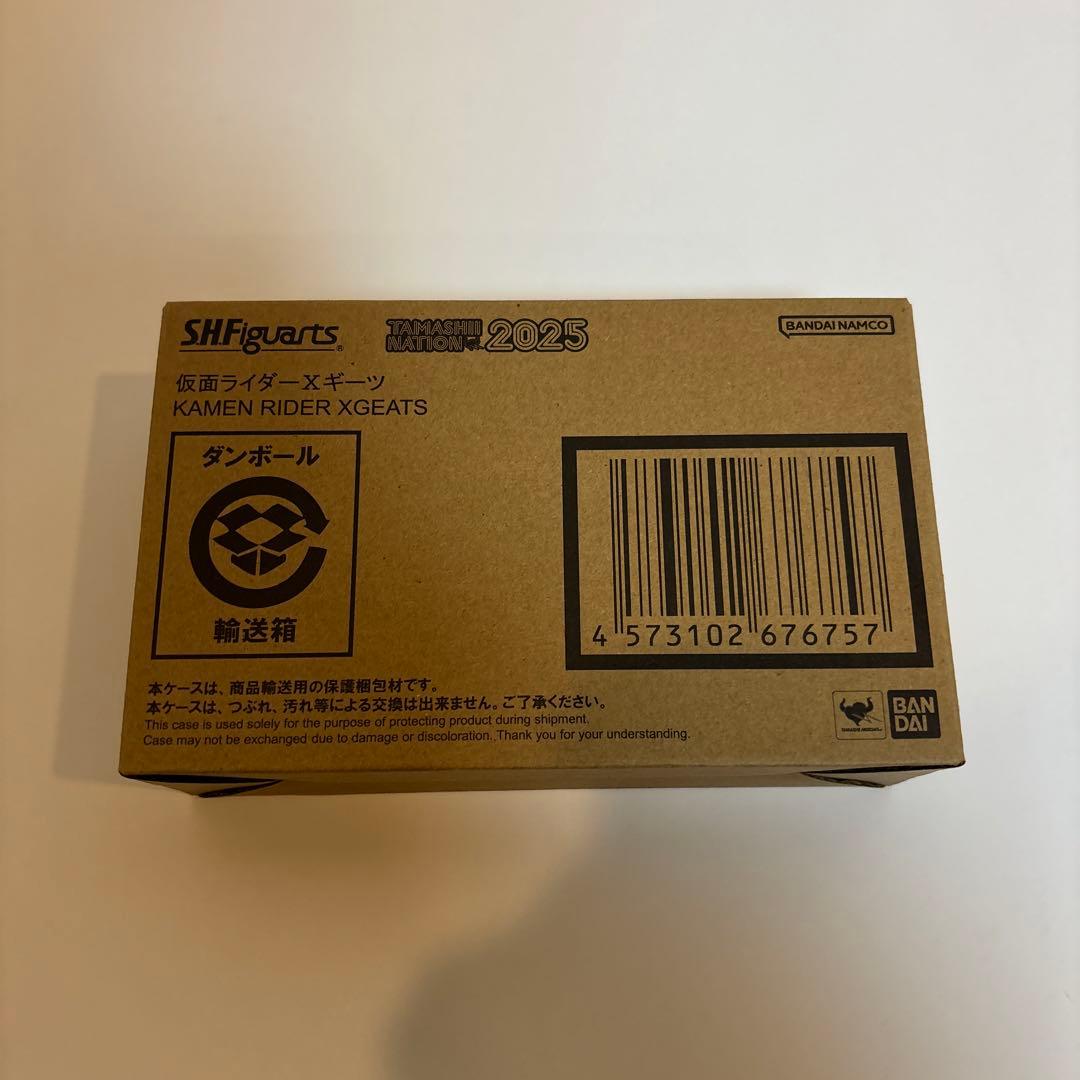 S.H.Figuarts®
TAMASHII NATION 2025
BANDAI NAMCO
仮面ライダーXギーツ
KAMEN RIDER XGEATS
ダンボール
輸送箱
4 573102 676757
本ケースは、商品輸送用の保護梱包材です。
本ケースは、つぶれ、汚れ等による交換は出来ません。ご了承ください。
This case is used solely for the purpose of protecting product during shipment.
Case may not be exchanged due to damage or discoloration. Thank you for your understanding.
BANDAI